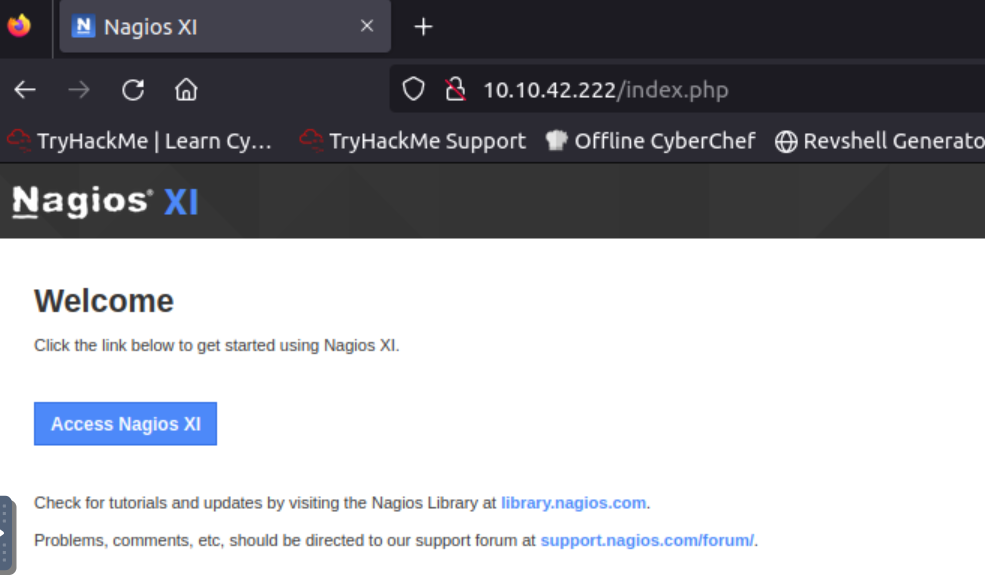 Nagios XI
10.10.42.222/index.php
TryHackMe | Learn Cy... TryHackMe Support Offline CyberChef Revshell Generato
Nagios® XI
Welcome
Click the link below to get started using Nagios XI.
Access Nagios XI
Check for tutorials and updates by visiting the Nagios Library at library.nagios.com.
Problems, comments, etc, should be directed to our support forum at support.nagios.com/forum/.